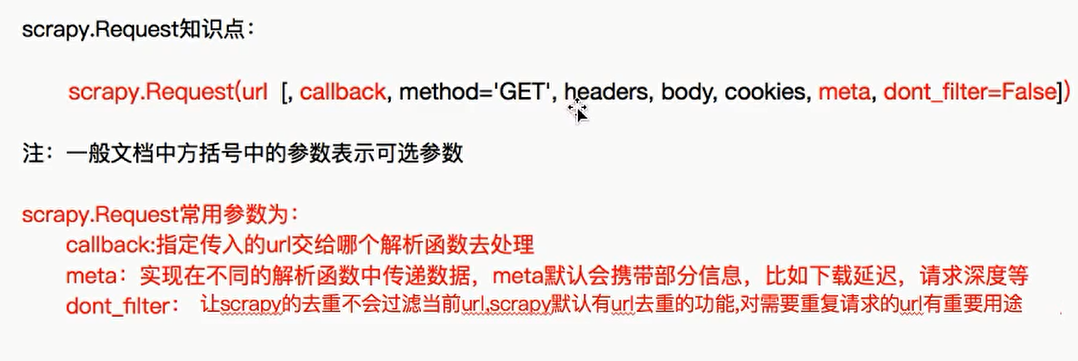 scrapy.Request知识点：
scrapy.Request(url [, callback, method='GET', headers, body, cookies, meta, dont_filter=False])
注：一般文档中方括号中的参数表示可选参数
scrapy.Request常用参数为：
callback:指定传入的url交给哪个解析函数去处理
meta：实现在不同的解析函数中传递数据，meta默认会携带部分信息，比如下载延迟，请求深度等
dont_filter：让scrapy的去重不会过滤当前url,scrapy默认有url去重的功能,对需要重复请求的url有重要用途